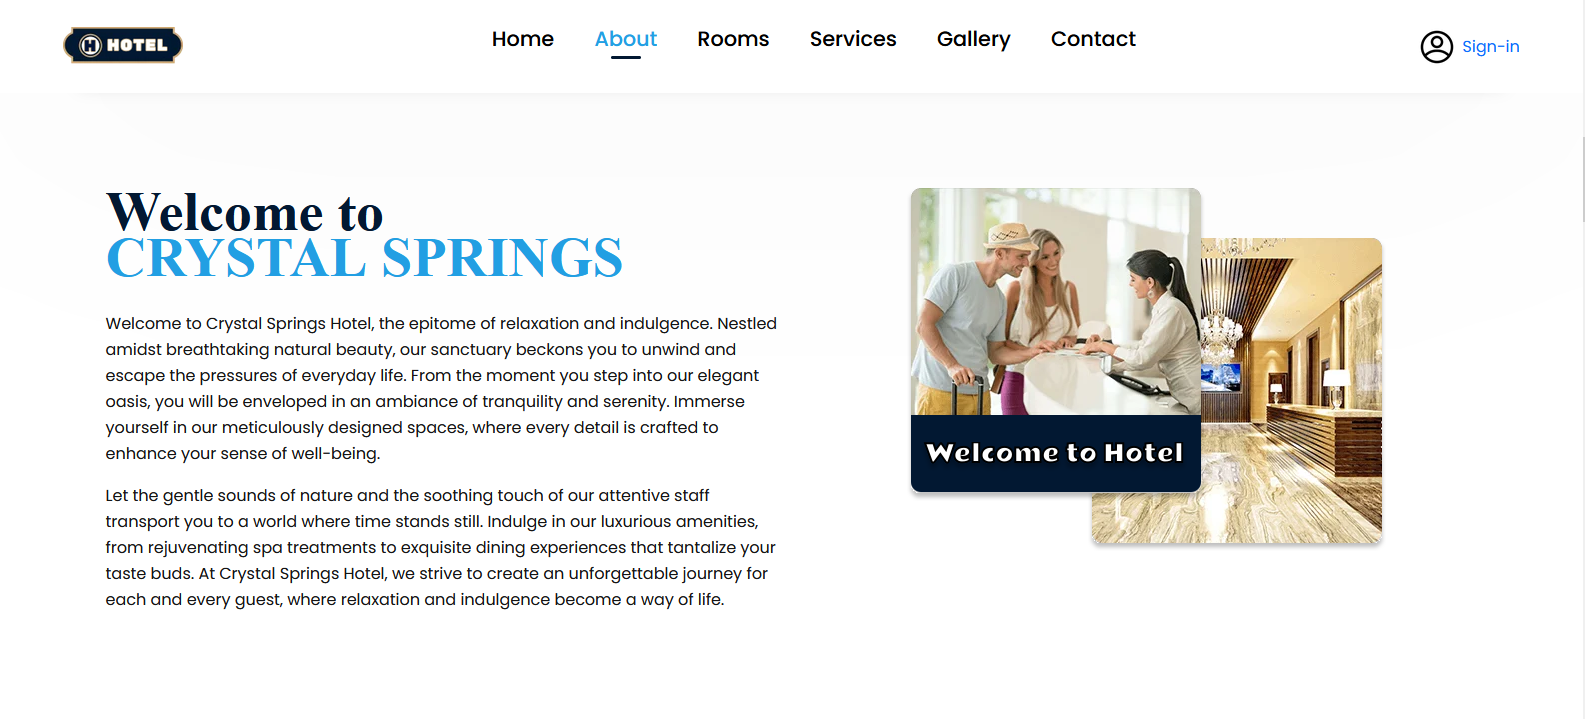 HOTEL
Home About Rooms Services Gallery Contact
Sign-in
Welcome to
CRYSTAL SPRINGS
Welcome to Crystal Springs Hotel, the epitome of relaxation and indulgence. Nestled
amidst breathtaking natural beauty, our sanctuary beckons you to unwind and
escape the pressures of everyday life. From the moment you step into our elegant
oasis, you will be enveloped in an ambiance of tranquility and serenity. Immerse
yourself in our meticulously designed spaces, where every detail is crafted to
enhance your sense of well-being.
Let the gentle sounds of nature and the soothing touch of our attentive staff
transport you to a world where time stands still. Indulge in our luxurious amenities,
from rejuvenating spa treatments to exquisite dining experiences that tantalize your
taste buds. At Crystal Springs Hotel, we strive to create an unforgettable journey for
each and every guest, where relaxation and indulgence become a way of life.
Welcome to Hotel